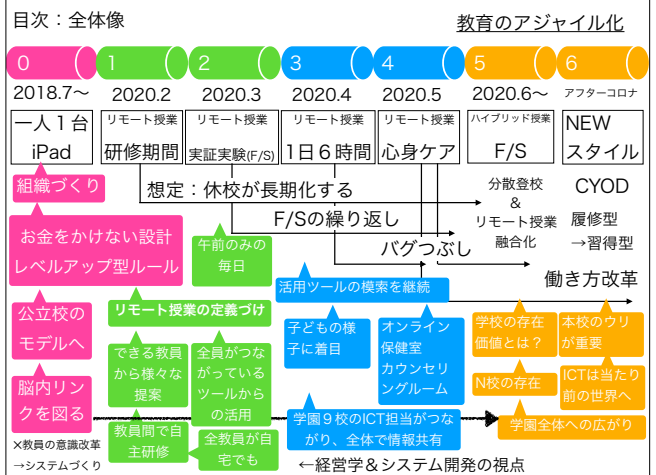 目次：全体像
教育のアジャイル化
0
1
2
3
4
5
6
2018.7〜
2020.2
2020.3
2020.4
2020.5
2020.6〜
アフターコロナ
一人１台
iPad
リモート授業
研修期間
リモート授業
実証実験(F/S)
リモート授業
1日６時間
リモート授業
心身ケア
ハイブリッド授業
F/S
NEW
スタイル
組織づくり
想定：休校が長期化する
分散登校
&
リモート授業
融合化
CYOD
履修型
→習得型
F/Sの繰り返し
お金をかけない設計
レベルアップ型ルール
午前のみの
毎日
バグつぶし
働き方改革
活用ツールの模索を継続
公立校の
モデルへ
リモート授業の定義づけ
子どもの様
子に着目
オンライン
保健室
カウンセリ
ングルーム
学校の存在
価値とは？
本校のウリ
が重要
できる教員
から様々な
提案
全員がつな
がっている
ツールから
の活用
N校の存在
ICTは当たり
前の世界へ
脳内リン
クを図る
学園９校のICT担当がつな
がり、全体で情報共有
学園全体への広がり
教員間で自
主研修
全教員が自
宅でも
×教員の意識改革
→システムづくり
←経営学＆システム開発の視点